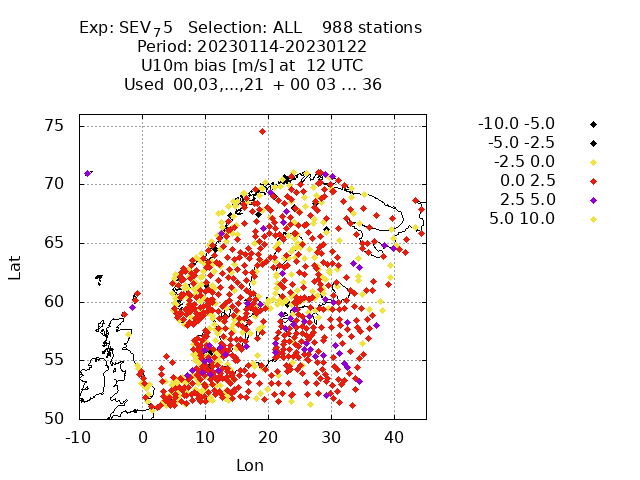 Exp: SEV₇5 Selection: ALL 988 stations
Period: 20230114-20230122
U10m bias [m/s] at 12 UTC
Used 00,03,...,21 + 00 03 ... 36
-10.0 -5.0
-5.0 -2.5
-2.5 0.0
0.0 2.5
2.5 5.0
5.0 10.0
75
70
65
60
55
50
Lat
-10 0 10 20 30 40
Lon